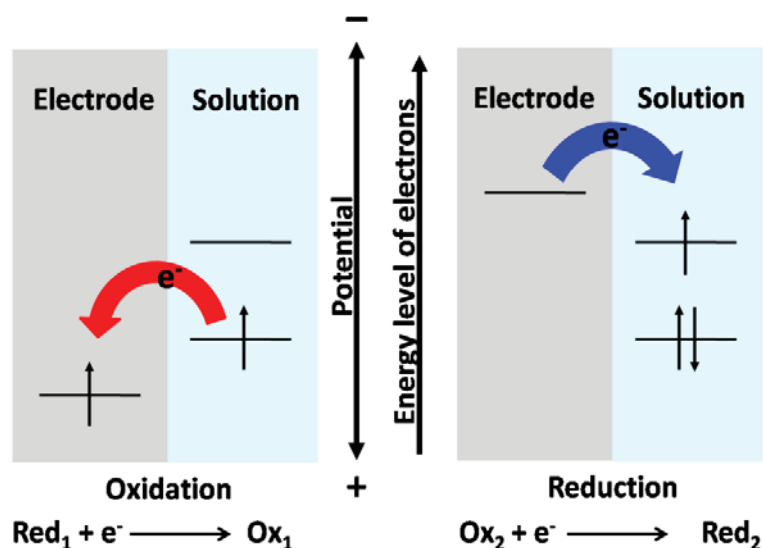 −
Electrode Solution
e⁻
Oxidation
Red₁ + e⁻ ⟶ Ox₁
Potential
+
Energy level of electrons
Electrode Solution
e⁻
Reduction
Ox₂ + e⁻ ⟶ Red₂